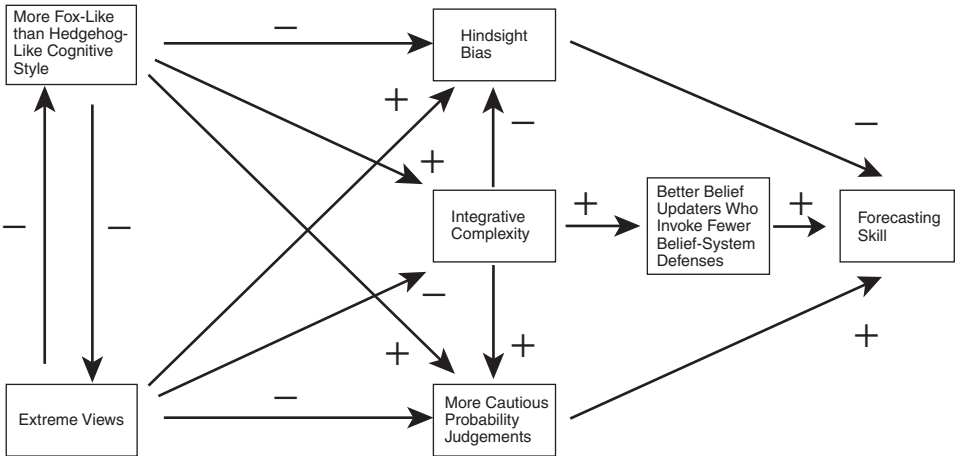 More Fox-Like
than Hedgehog-
Like Cognitive
Style
−
Hindsight
Bias
+
−
−
+
Integrative
Complexity
+
Better Belief
Updaters Who
Invoke Fewer
Belief-System
Defenses
+
Forecasting
Skill
−
−
−
+
+
+
Extreme Views
−
More Cautious
Probability
Judgements